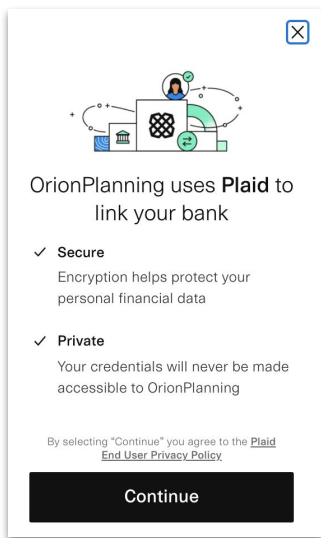 OrionPlanning uses Plaid to
link your bank
Secure
Encryption helps protect your
personal financial data
Private
Your credentials will never be made
accessible to OrionPlanning
By selecting “Continue” you agree to the Plaid
End User Privacy Policy
Continue